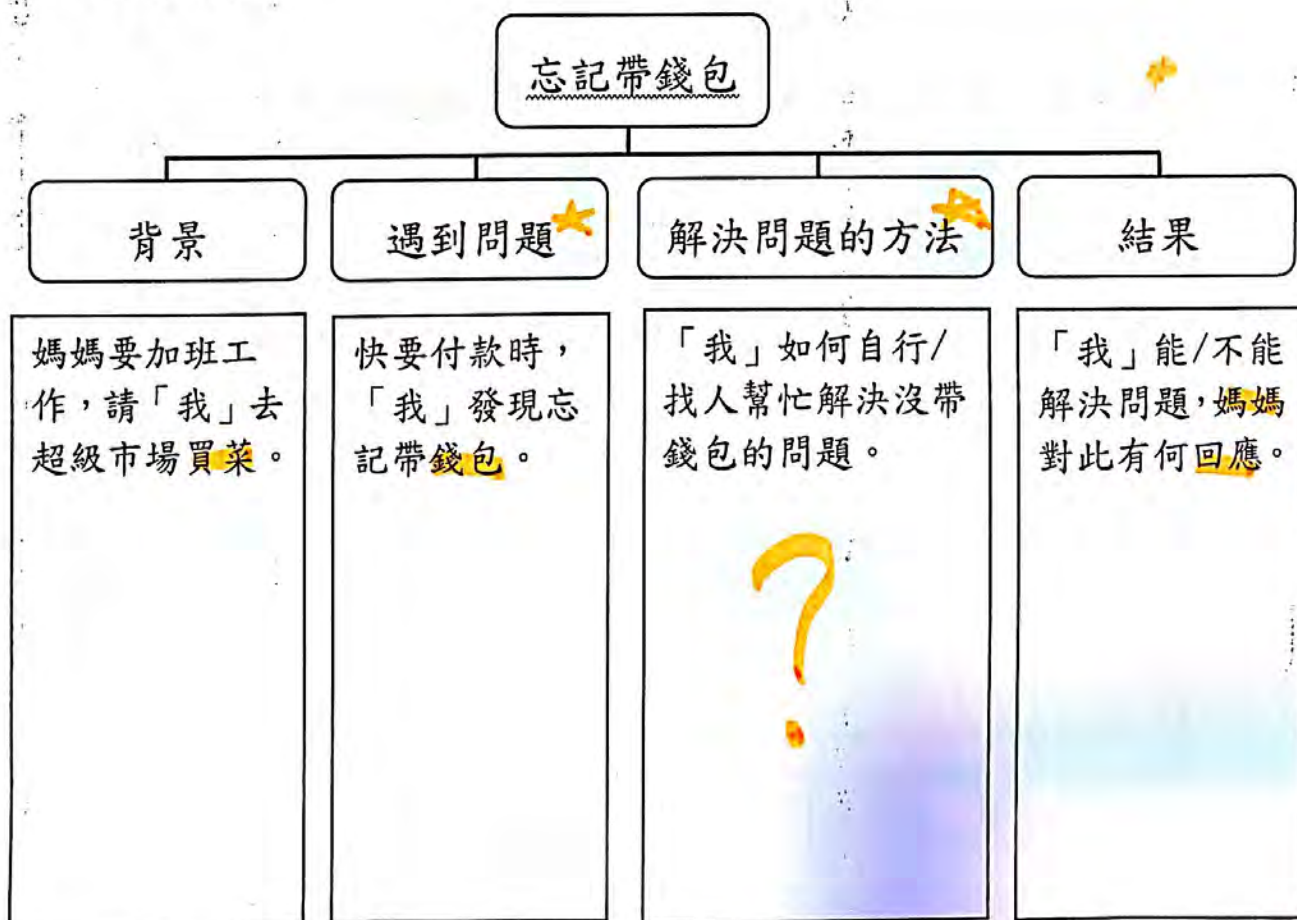 忘記帶錢包
背景
遇到問題
解決問題的方法
結果
媽媽要加班工
作，請「我」去
超級市場買菜。
快要付款時，
「我」發現忘
記帶錢包。
「我」如何自行/
找人幫忙解決沒帶
錢包的問題。
?
「我」能/不能
解決問題，媽媽
對此有何回應。